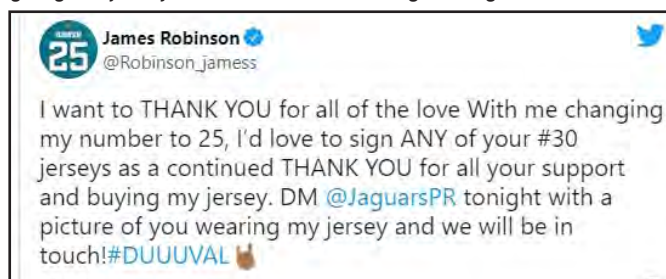 James Robinson
@Robinson_jamess
25
I want to THANK YOU for all of the love With me changing
my number to 25, I'd love to sign ANY of your #30
jerseys as a continued THANK YOU for all your support
and buying my jersey. DM @JaguarsPR tonight with a
picture of you wearing my jersey and we will be in
touch!#DUUUVAL🤘🏾